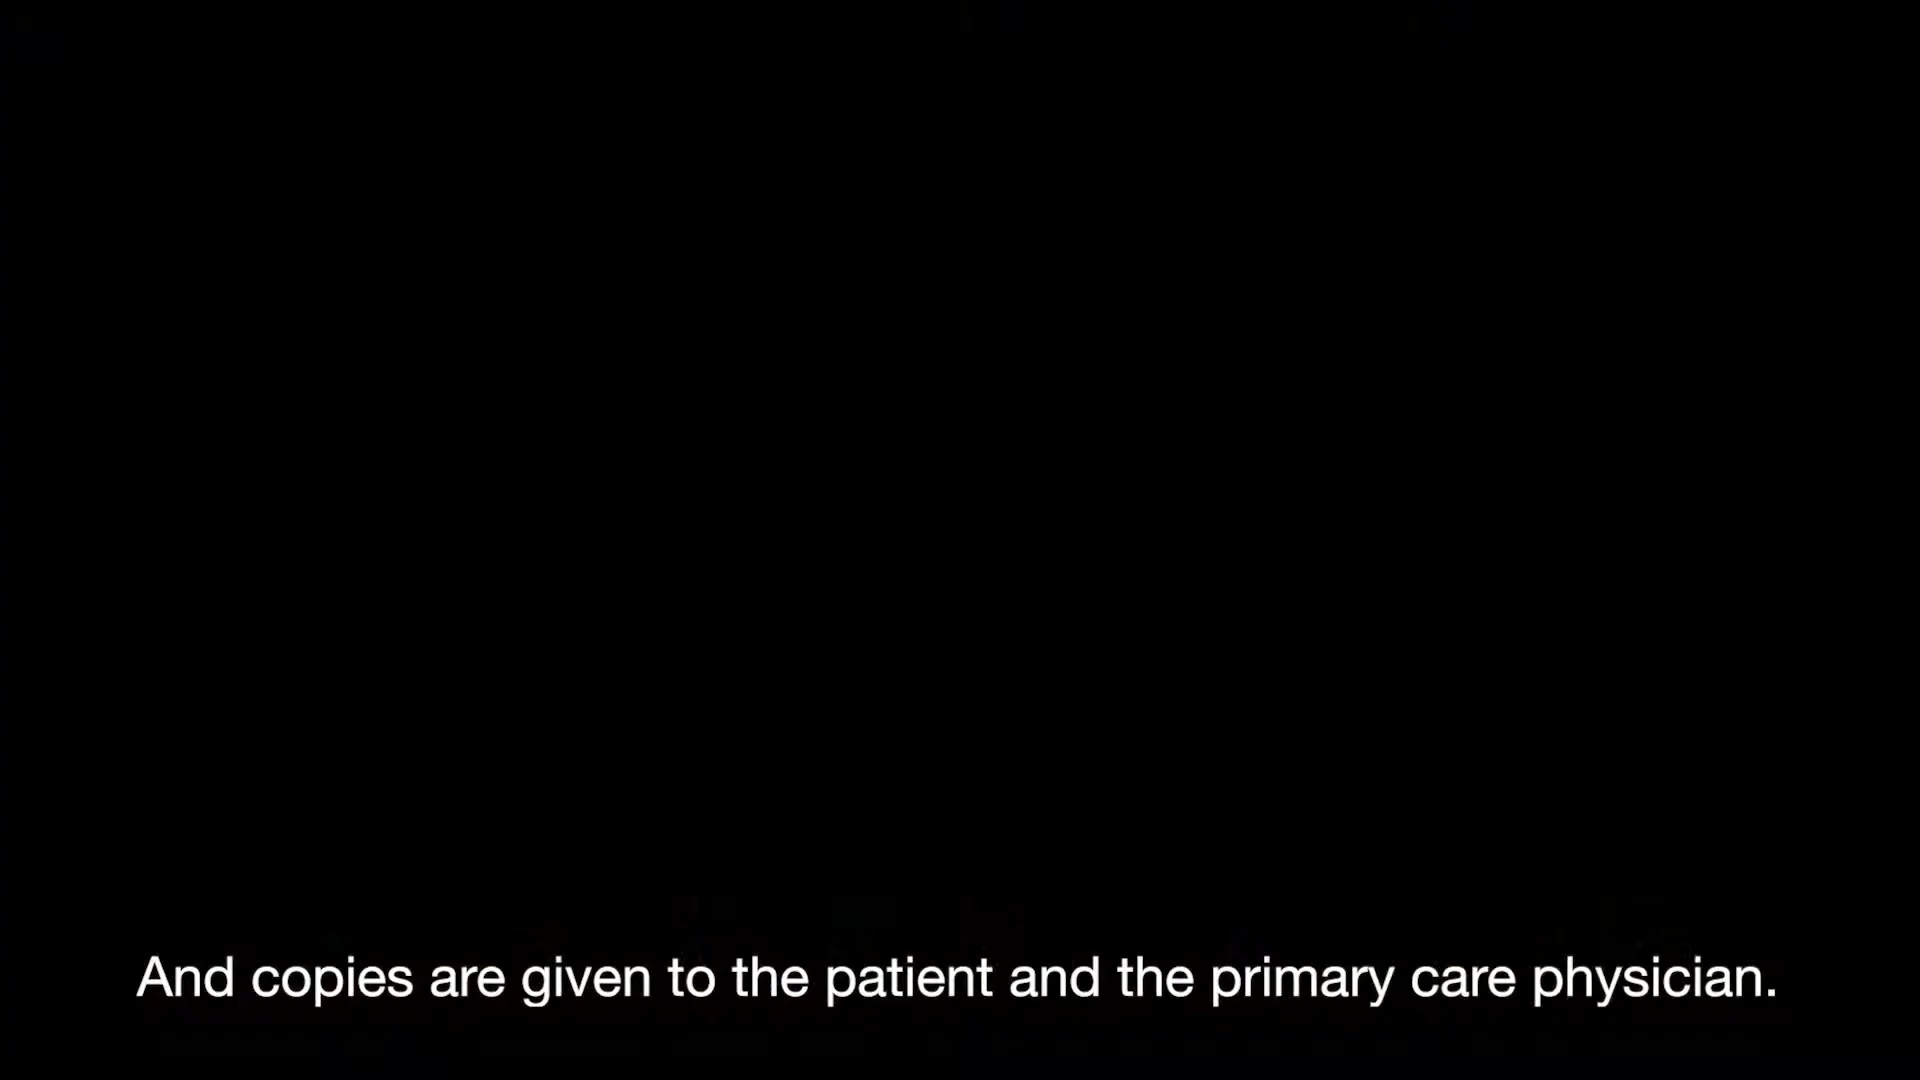 And copies are given to the patient and the primary care physician.